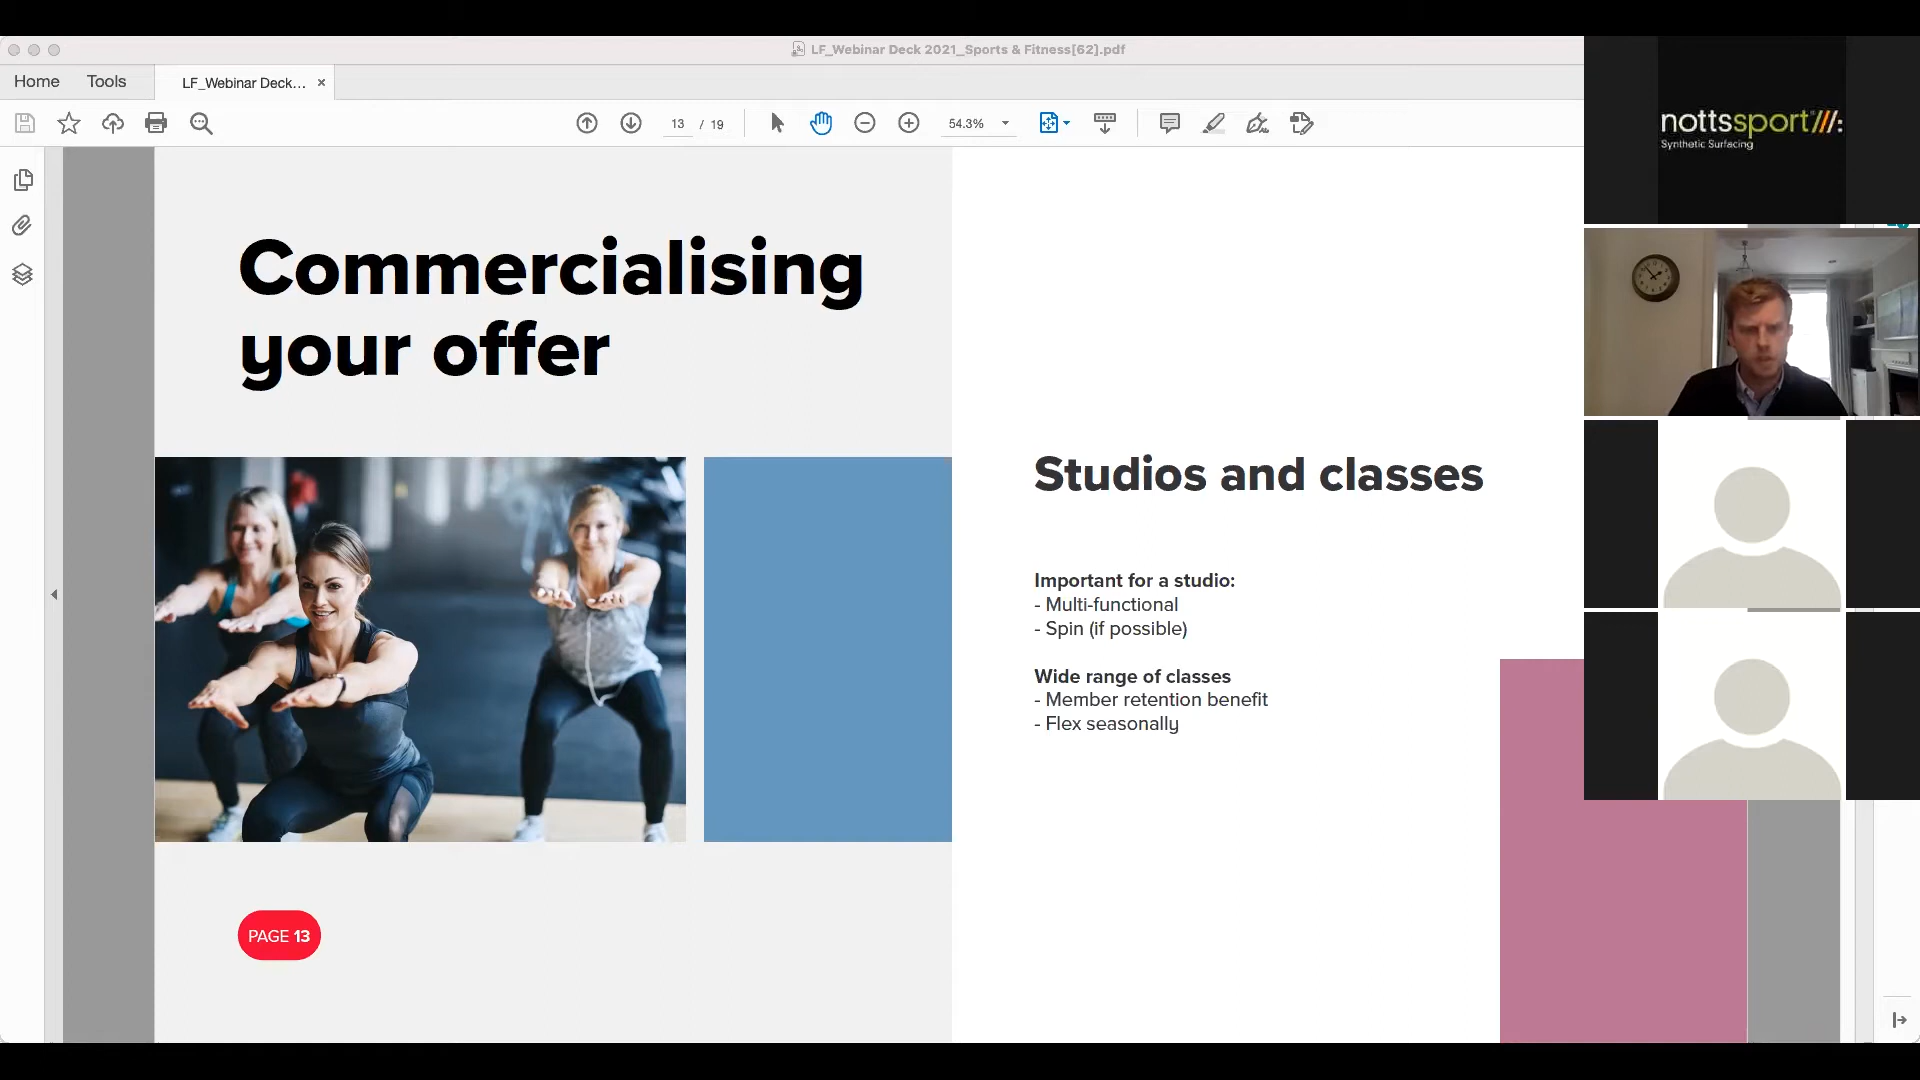 LF_Webinar Deck 2021_Sports & Fitness[62].pdf
Home
Tools
LF_Webinar Deck...
13 / 19
54.3%
nottssport
Synthetic Surfacing
Commercialising
your offer
Studios and classes
Important for a studio:
- Multi-functional
- Spin (if possible)
Wide range of classes
- Member retention benefit
- Flex seasonally
PAGE 13